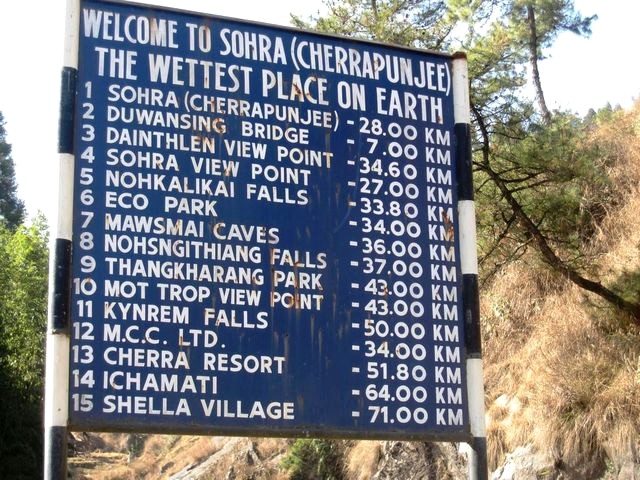 WELCOME TO SOHRA (CHERRAPUNJEE)
THE WETTEST PLACE ON EARTH
1 SOHRA (CHERRAPUNJEE) - 28.00 KM
2 DUWANSING BRIDGE - 7.00 KM
3 DAINTHLEN VIEW POINT - 34.60 KM
4 SOHRA VIEW POINT - 27.00 KM
5 NOHKALIKAI FALLS - 33.80 KM
6 ECO PARK - 34.00 KM
7 MAWSMAI CAVES - 36.00 KM
8 NOHSNGITHIANG FALLS - 37.00 KM
9 THANGKHARANG PARK - 43.00 KM
10 MOT TROP VIEW POINT - 43.00 KM
11 KYNREM FALLS - 50.00 KM
12 M.C.C. LTD. - 34.00 KM
13 CHERRA RESORT - 51.80 KM
14 ICHAMATI - 64.00 KM
15 SHELLA VILLAGE - 71.00 KM